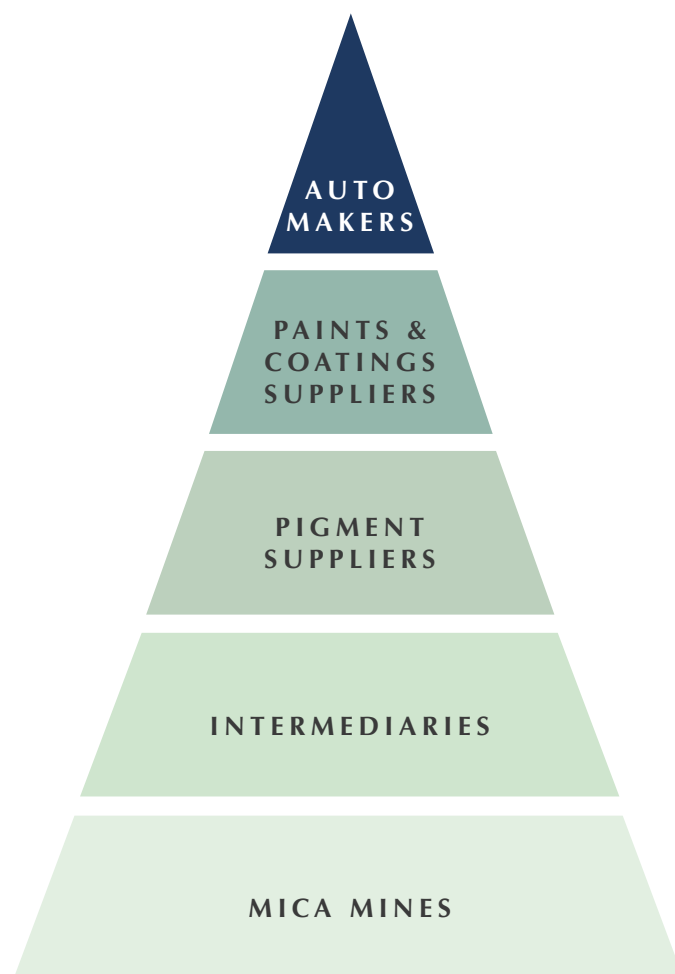 AUTO
MAKERS
PAINTS &
COATINGS
SUPPLIERS
PIGMENT
SUPPLIERS
INTERMEDIARIES
MICA MINES